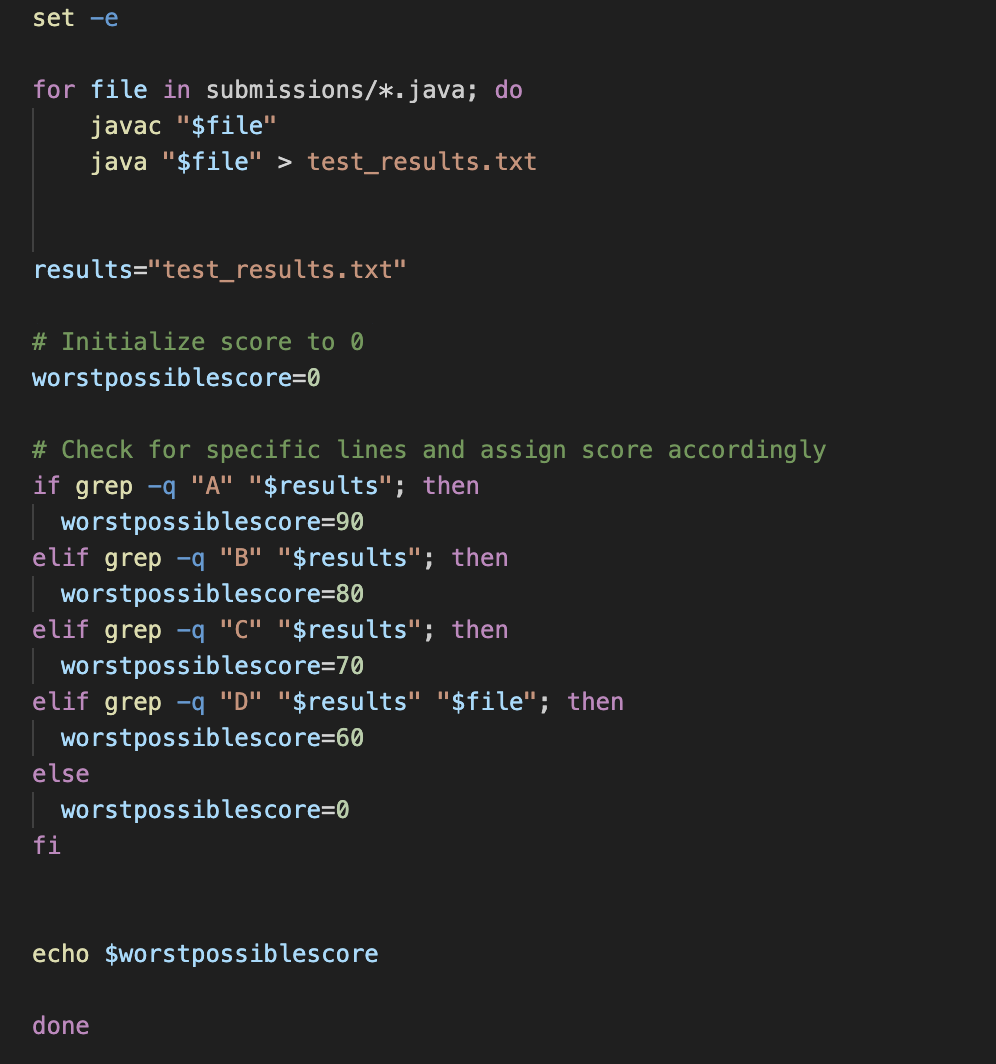 set -e
for file in submissions/*.java; do
javac "$file"
java "$file" > test_results.txt
results="test_results.txt"
# Initialize score to 0
worstpossiblescore=0
# Check for specific lines and assign score accordingly
if grep -q "A" "$results"; then
worstpossiblescore=90
elif grep -q "B" "$results"; then
worstpossiblescore=80
elif grep -q "C" "$results"; then
worstpossiblescore=70
elif grep -q "D" "$results" "$file"; then
worstpossiblescore=60
else
worstpossiblescore=0
fi
echo $worstpossiblescore
done